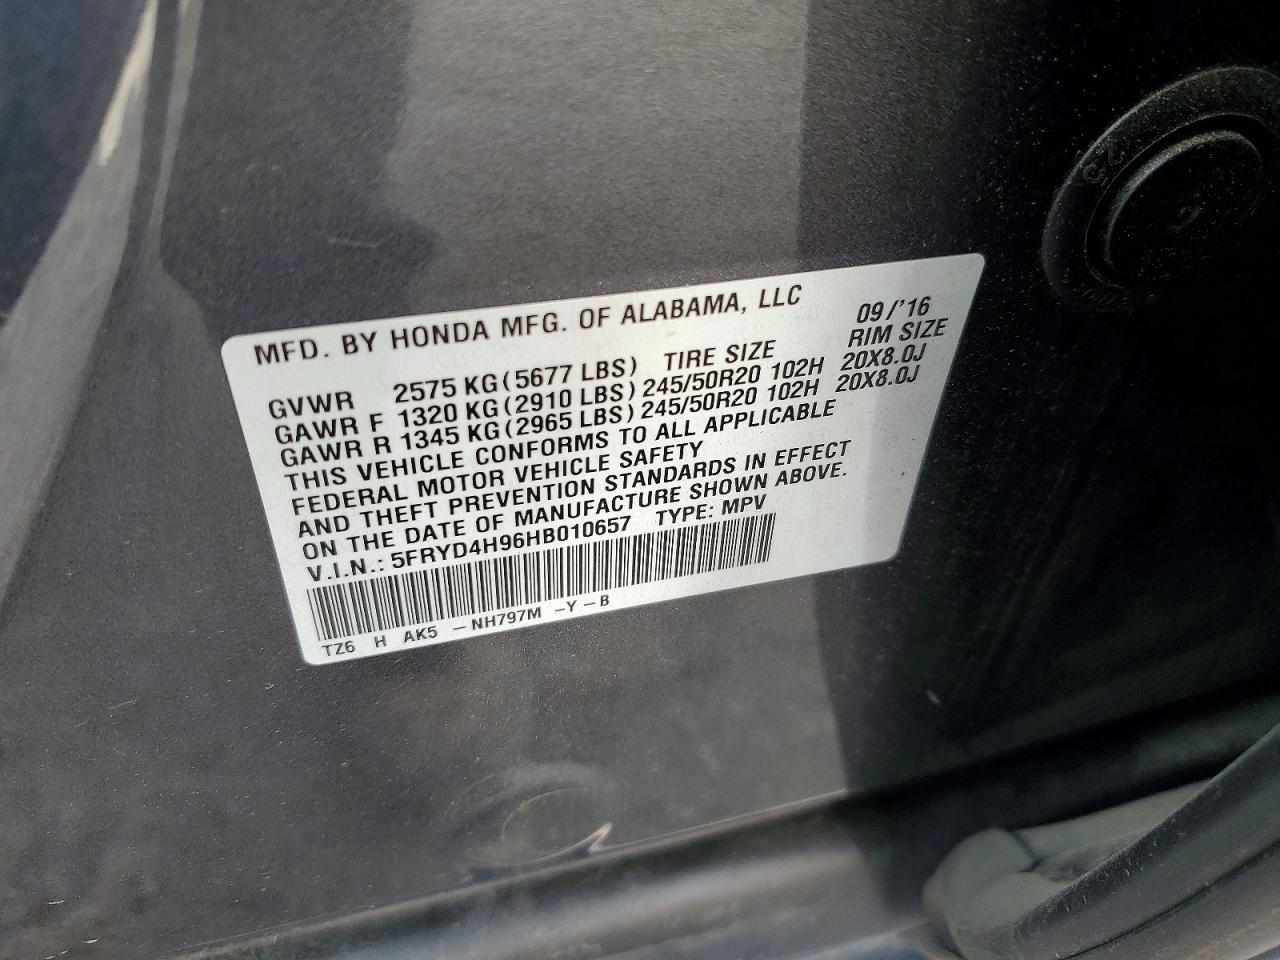 MFD. BY HONDA MFG. OF ALABAMA, LLC 09/'16
GVWR 2575 KG(5677 LBS) TIRE SIZE RIM SIZE
GAWR F 1320 KG(2910 LBS) 245/50R20 102H 20X8.0J
GAWR R 1345 KG(2965 LBS) 245/50R20 102H 20X8.0J
THIS VEHICLE CONFORMS TO ALL APPLICABLE
FEDERAL MOTOR VEHICLE SAFETY
AND THEFT PREVENTION STANDARDS IN EFFECT
ON THE DATE OF MANUFACTURE SHOWN ABOVE.
V.I.N.: 5FRYD4H96HB010657 TYPE: MPV
TZ6 H AK5 -NH797M -Y-B